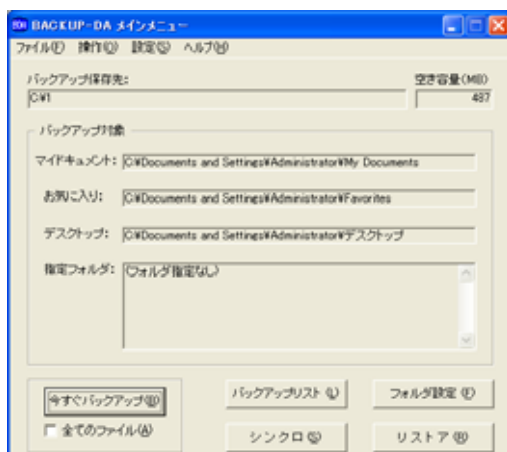 BACKUP-DA メインメニュー
ファイル(F) 操作(O) 設定(S) ヘルプ(H)
バックアップ保存先: 空き容量(MB)
C:¥1 487
バックアップ対象
マイドキュメント: C:¥Documents and Settings¥Administrator¥My Documents
お気に入り: C:¥Documents and Settings¥Administrator¥Favorites
デスクトップ: C:¥Documents and Settings¥Administrator¥デスクトップ
指定フォルダ: (フォルダ指定なし)
今すぐバックアップ(B) バックアップリスト(L) フォルダ設定(F)
全てのファイル(A) シンクロ(S) リストア(R)